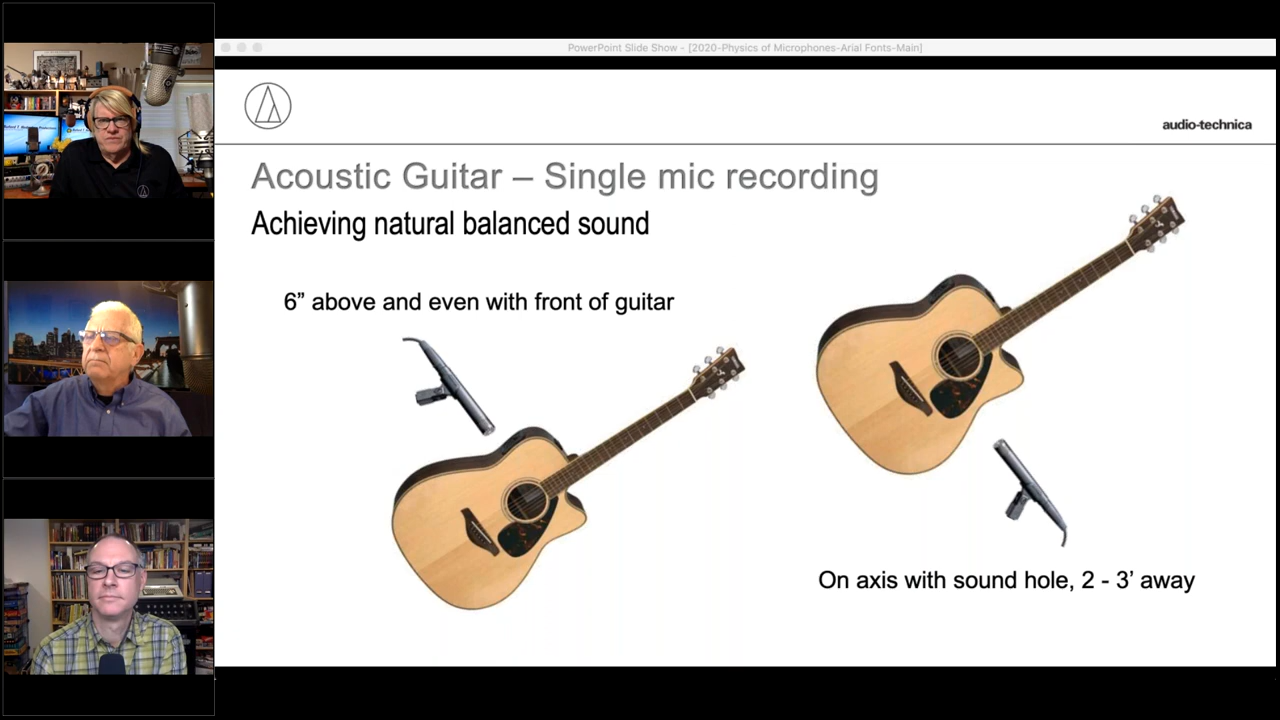 PowerPoint Slide Show - [2020-Physics of Microphones-Arial Fonts-Main]
audio-technica
Acoustic Guitar – Single mic recording
Achieving natural balanced sound
6” above and even with front of guitar
On axis with sound hole, 2 - 3’ away